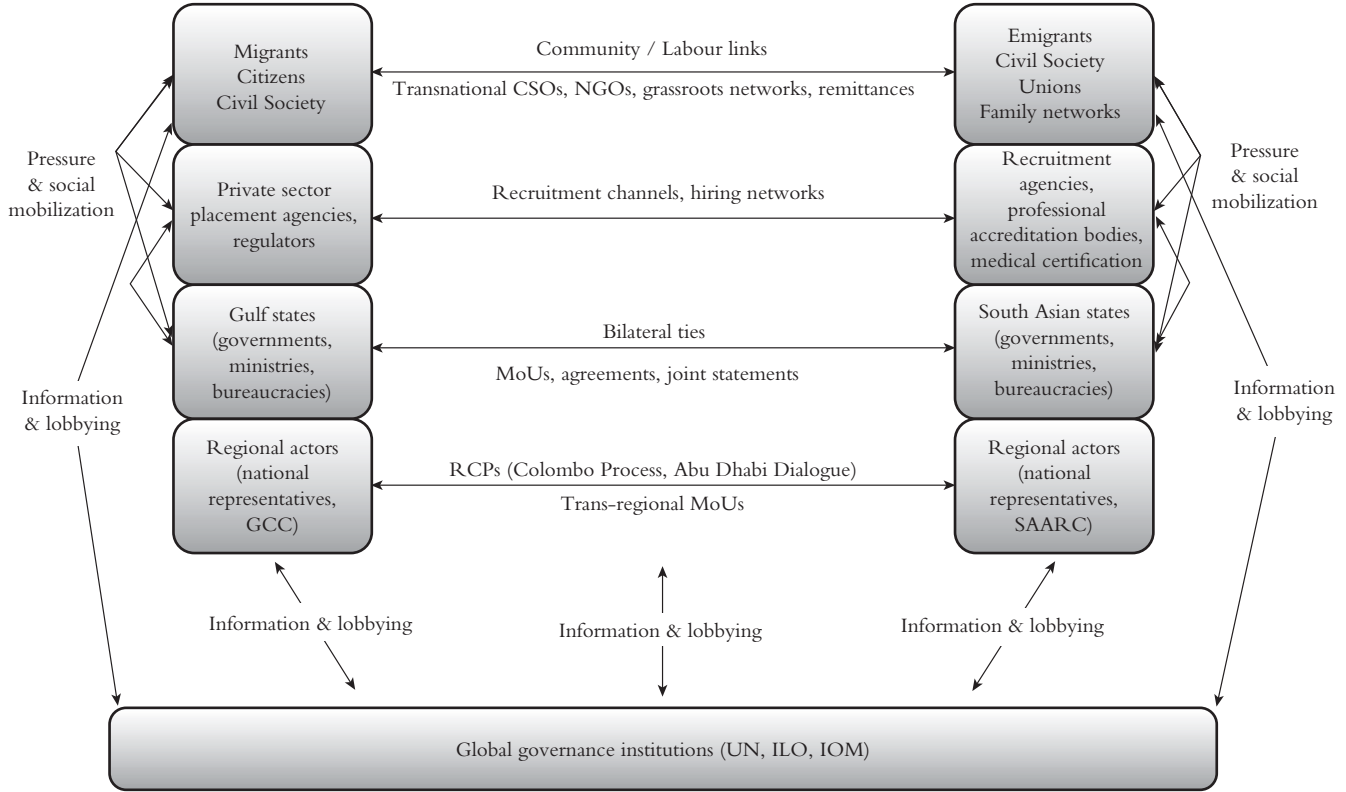 Migrants
Citizens
Civil Society
Community / Labour links
Transnational CSOs, NGOs, grassroots networks, remittances
Emigrants
Civil Society
Unions
Family networks
Pressure
& social
mobilization
Private sector
placement agencies,
regulators
Recruitment channels, hiring networks
Recruitment
agencies,
professional
accreditation bodies,
medical certification
Pressure
& social
mobilization
Gulf states
(governments,
ministries,
bureaucracies)
Bilateral ties
MoUs, agreements, joint statements
South Asian states
(governments,
ministries,
bureaucracies)
Information
& lobbying
Information
& lobbying
Regional actors
(national
representatives,
GCC)
RCPs (Colombo Process, Abu Dhabi Dialogue)
Trans-regional MoUs
Regional actors
(national
representatives,
SAARC)
Information & lobbying
Information & lobbying
Information & lobbying
Global governance institutions (UN, ILO, IOM)